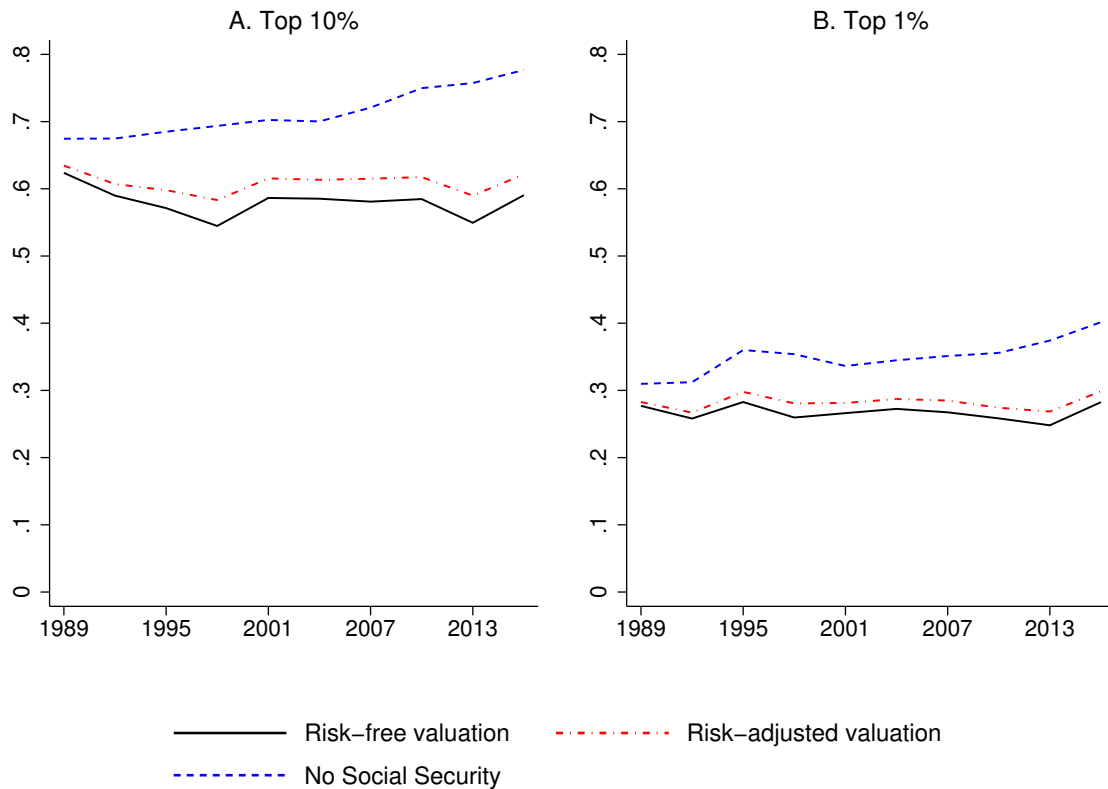 A. Top 10%
.8
.7
.6
.5
.4
.3
.2
.1
0
1989 1995 2001 2007 2013
B. Top 1%
.8
.7
.6
.5
.4
.3
.2
.1
0
1989 1995 2001 2007 2013
Risk−free valuation
Risk−adjusted valuation
No Social Security